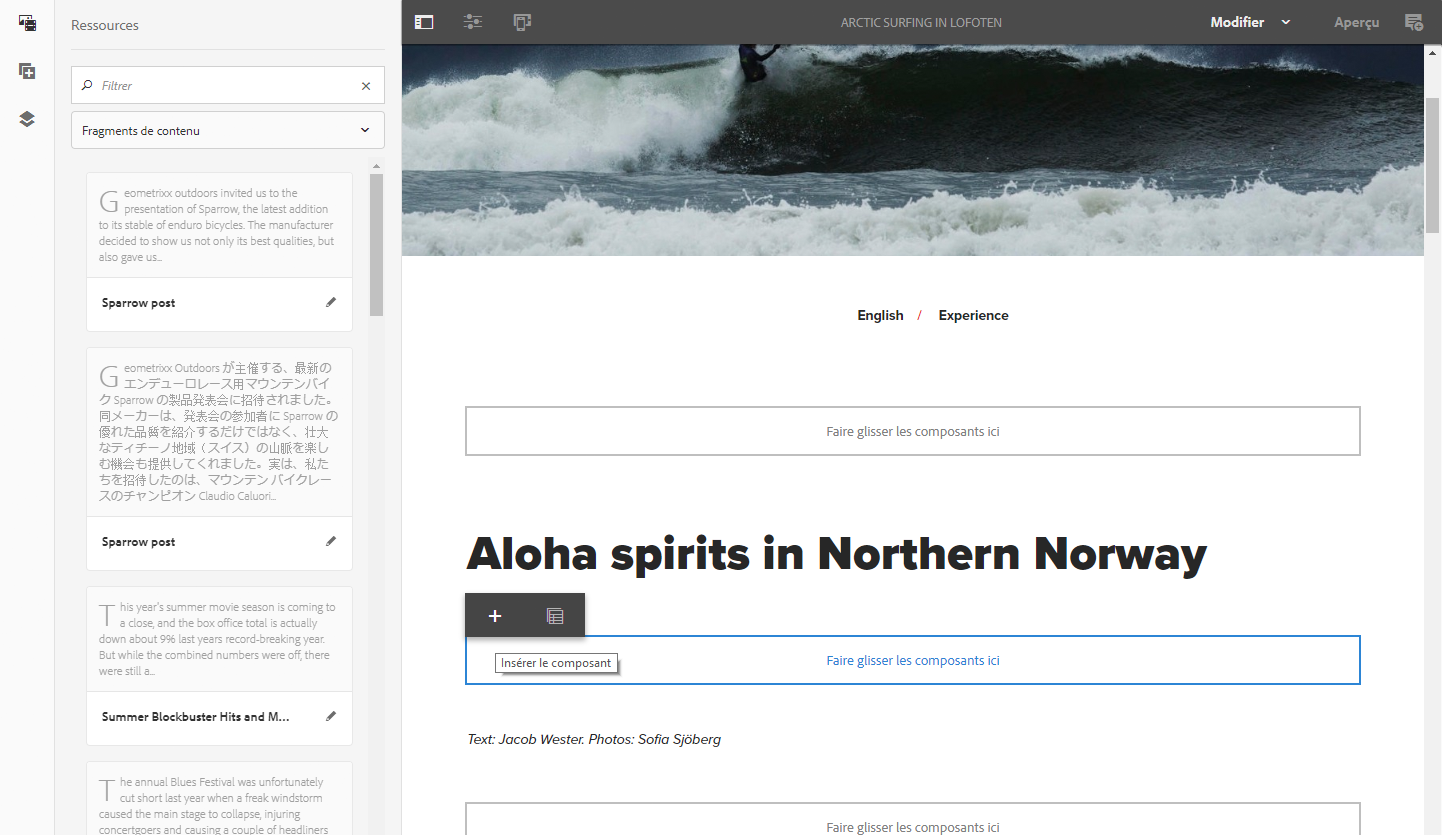 Ressources
Filtrer
Fragments de contenu
Geometrixx outdoors invited us to the
presentation of Sparrow, the latest addition
to its stable of enduro bicycles. The manufacturer
decided to show us not only its best qualities, but
also gave us...
Sparrow post
Geometrixx Outdoors が主催する、最新の
エンデューロレース用マウンテンバイ
ク Sparrow の製品発表会に招待されました。
同メーカーは、発表会の参加者に Sparrow の
優れた品質を紹介するだけではなく、壮大
なティチーノ地域（スイス）の山脈を楽し
む機会も提供してくれました。実は、私た
ちを招待したのは、マウンテン バイクレー
スのチャンピオン Claudio Caluori...
Sparrow post
This year's summer movie season is coming to
a close, and the box office total is actually
down about 9% last years record-breaking year.
But while the combined numbers were off, there
were still a...
Summer Blockbuster Hits and M...
The annual Blues Festival was unfortunately
cut short last year when a freak windstorm
caused the main stage to collapse, injuring
concertgoers and causing a couple of headliners
ARCTIC SURFING IN LOFOTEN
Modifier
Aperçu
English / Experience
Faire glisser les composants ici
Aloha spirits in Northern Norway
Insérer le composant
Faire glisser les composants ici
Text: Jacob Wester. Photos: Sofia Sjöberg
Faire glisser les composants ici